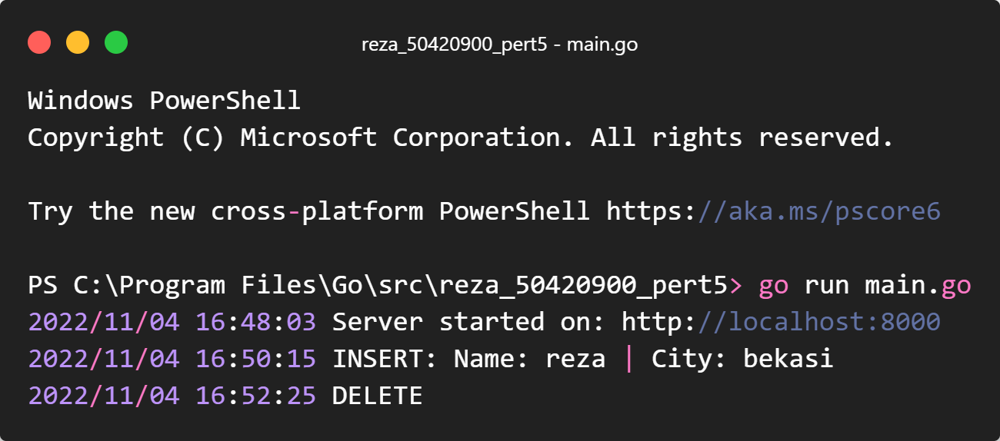 reza_50420900_pert5 - main.go
Windows PowerShell
Copyright (C) Microsoft Corporation. All rights reserved.
Try the new cross-platform PowerShell https://aka.ms/pscore6
PS C:\Program Files\Go\src\reza_50420900_pert5> go run main.go
2022/11/04 16:48:03 Server started on: http://localhost:8000
2022/11/04 16:50:15 INSERT: Name: reza | City: bekasi
2022/11/04 16:52:25 DELETE